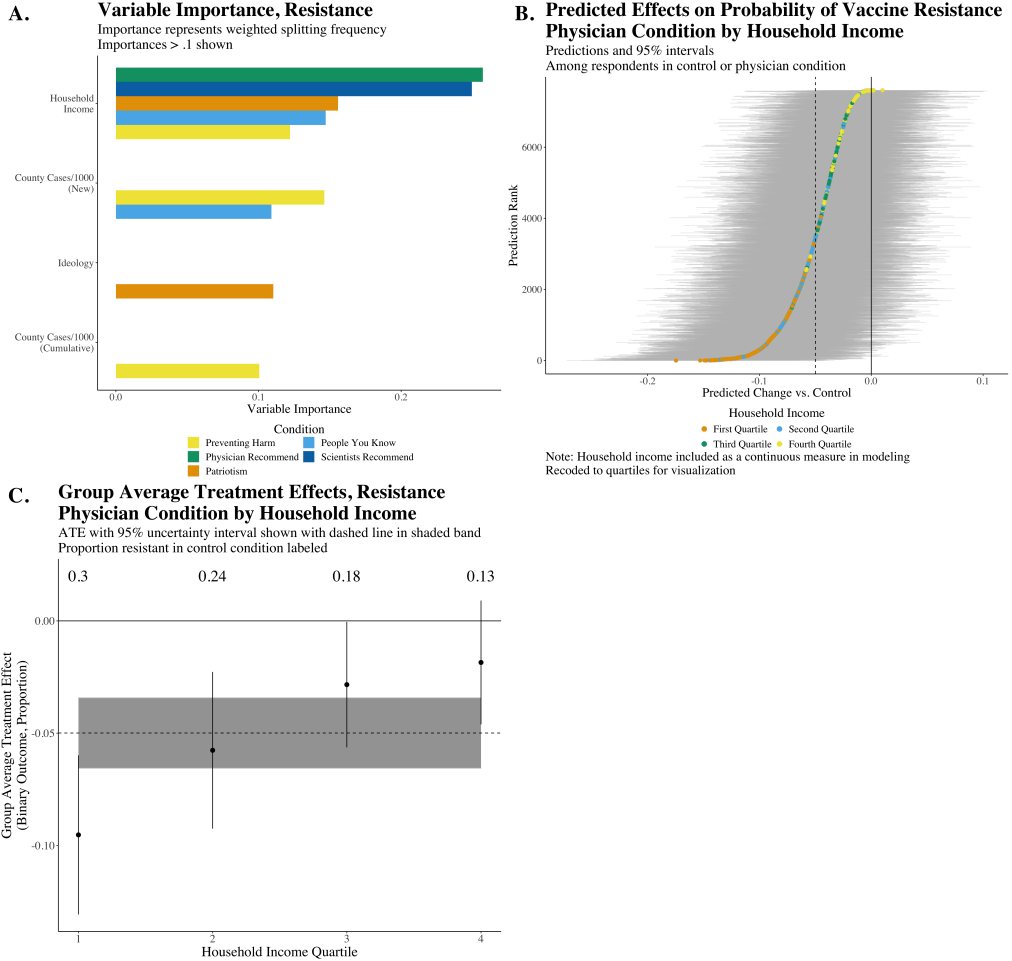 A.
Variable Importance, Resistance
Importance represents weighted splitting frequency
Importances > .1 shown
Household
Income
County Cases/1000
(New)
Ideology
County Cases/1000
(Cumulative)
0.0 0.1 0.2
Variable Importance
Condition
Preventing Harm People You Know
Physician Recommend Scientists Recommend
Patriotism
B.
Predicted Effects on Probability of Vaccine Resistance
Physician Condition by Household Income
Predictions and 95% intervals
Among respondents in control or physician condition
Prediction Rank
6000
4000
2000
0
-0.2 -0.1 0.0 0.1
Predicted Change vs. Control
Household Income
First Quartile Second Quartile
Third Quartile Fourth Quartile
Note: Household income included as a continuous measure in modeling
Recoded to quartiles for visualization
C.
Group Average Treatment Effects, Resistance
Physician Condition by Household Income
ATE with 95% uncertainty interval shown with dashed line in shaded band
Proportion resistant in control condition labeled
0.3 0.24 0.18 0.13
Group Average Treatment Effect
(Binary Outcome, Proportion)
0.00
-0.05
-0.10
1 2 3 4
Household Income Quartile